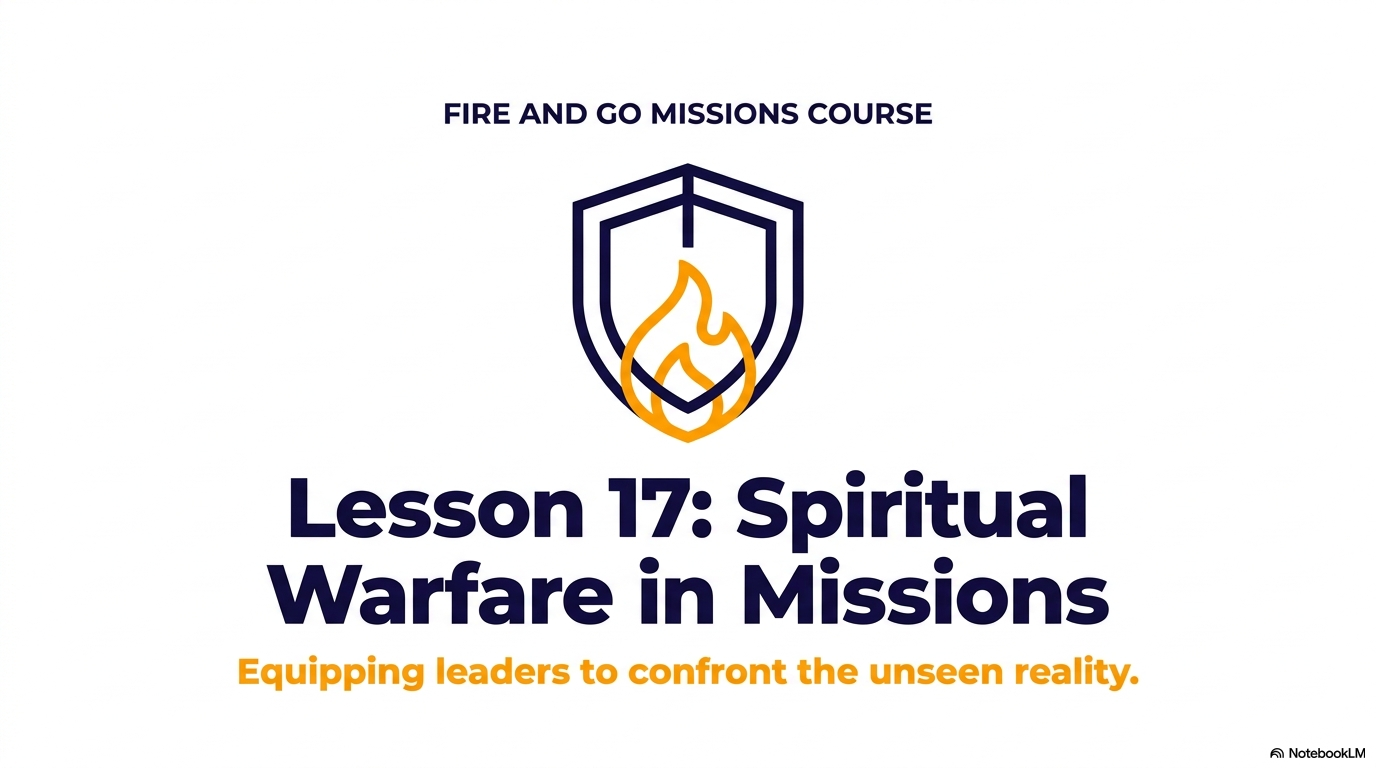 FIRE AND GO MISSIONS COURSE
Lesson 17: Spiritual
Warfare in Missions
Equipping leaders to confront the unseen reality.
NotebookLM